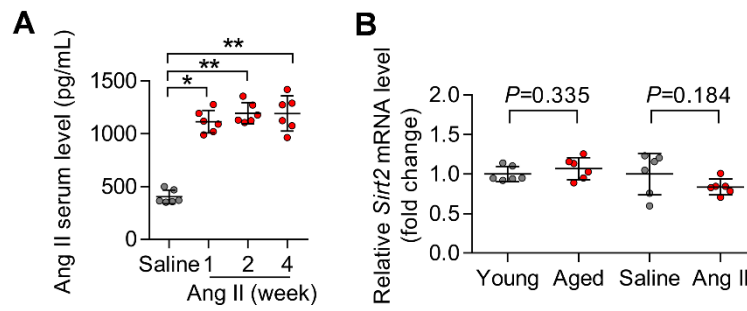 A
Ang II serum level (pg/mL)
**
**
*
1500
1000
500
0
Saline
1
2
4
Ang II (week)
B
Relative Sirt2 mRNA level
(fold change)
P=0.335
P=0.184
2.0
1.5
1.0
0.5
0.0
Young
Aged
Saline
Ang II